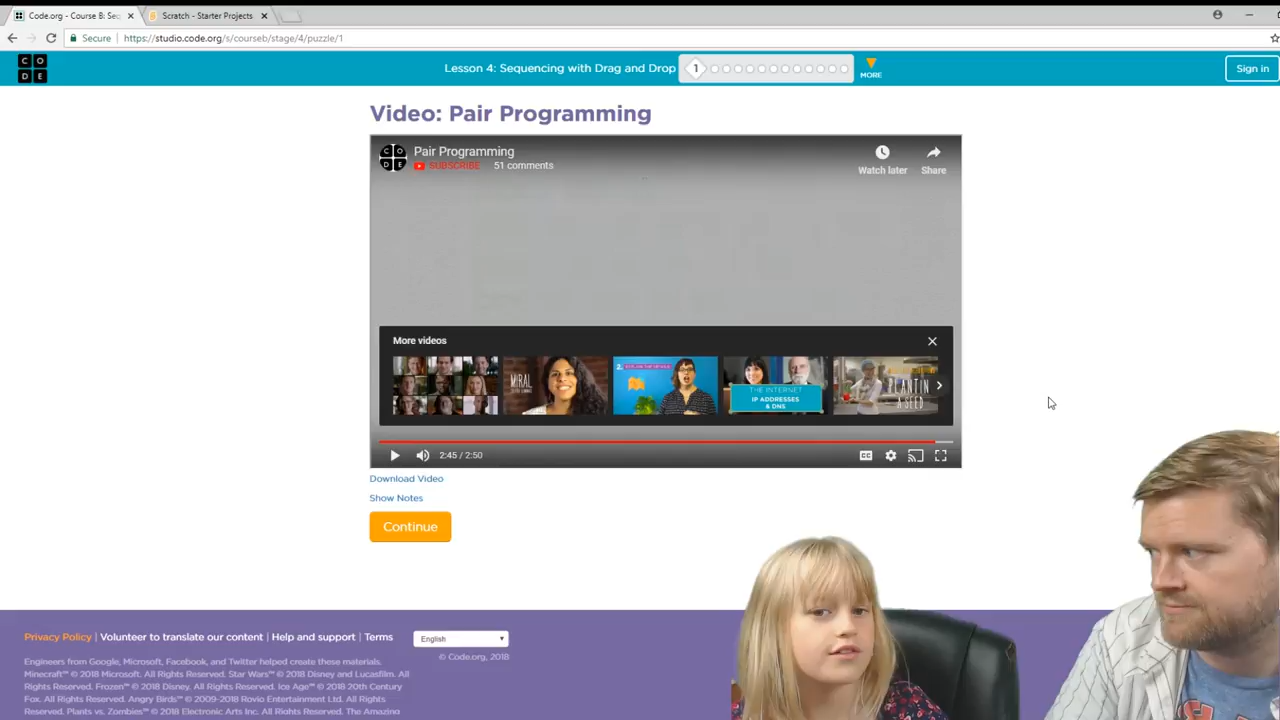 Code.org - Course B: Seq
Scratch - Starter Projects
Secure
https://studio.code.org/s/courseb/stage/4/puzzle/1
C O
D E
Lesson 4: Sequencing with Drag and Drop
1
MORE
Sign in
Video: Pair Programming
C O
D E
Pair Programming
SUBSCRIBE 51 comments
Watch later
Share
More videos
MIRAL
THE INTERNET
IP ADDRESSES
& DNS
PLANTIN
A SEED
2:45 / 2:50
CC
Download Video
Show Notes
Continue
Privacy Policy | Volunteer to translate our content | Help and support | Terms
English
© Code.org, 2018
Engineers from Google, Microsoft, Facebook, and Twitter helped create these materials.
Minecraft™ © 2018 Microsoft. All Rights Reserved. Star Wars™ © 2018 Disney and Lucasfilm. All
Rights Reserved. Frozen™ © 2018 Disney. All Rights Reserved. Ice Age™ © 2018 20th Century
Fox. All Rights Reserved. Angry Birds™ © 2009-2018 Rovio Entertainment Ltd. All Rights
Reserved. Plants vs. Zombies™ © 2018 Electronic Arts Inc. All Rights Reserved. The Amazing